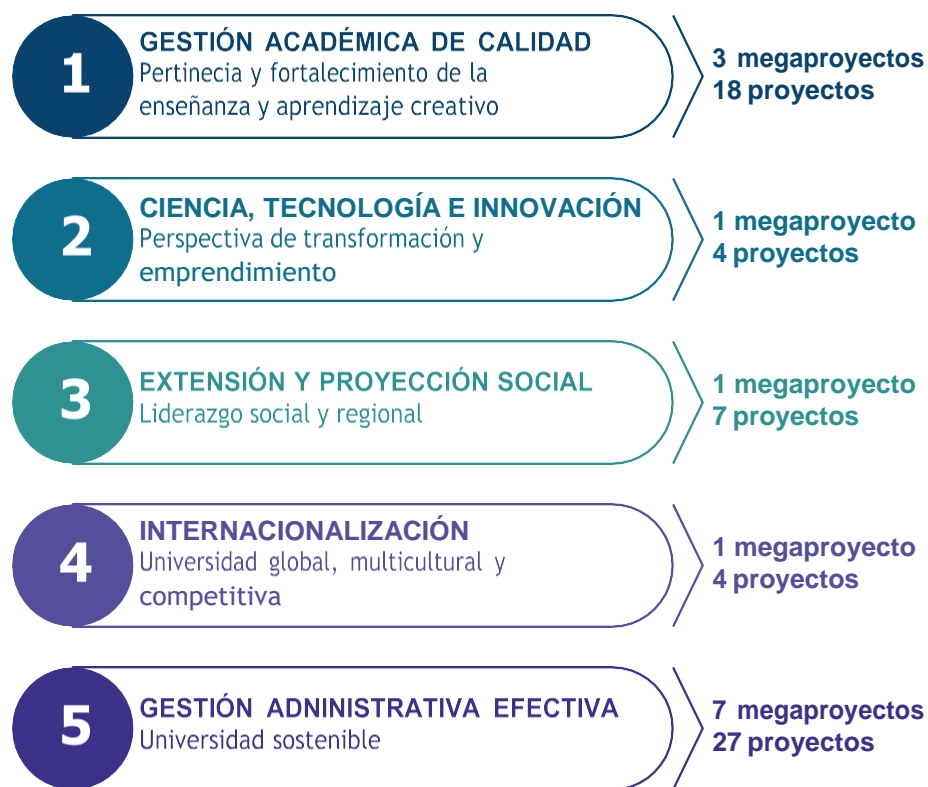 1
GESTIÓN ACADÉMICA DE CALIDAD
Pertinecia y fortalecimiento de la
enseñanza y aprendizaje creativo
3 megaproyectos
18 proyectos
2
CIENCIA, TECNOLOGÍA E INNOVACIÓN
Perspectiva de transformación y
emprendimiento
1 megaproyecto
4 proyectos
3
EXTENSIÓN Y PROYECCIÓN SOCIAL
Liderazgo social y regional
1 megaproyecto
7 proyectos
4
INTERNACIONALIZACIÓN
Universidad global, multicultural y
competitiva
1 megaproyecto
4 proyectos
5
GESTIÓN ADNINISTRATIVA EFECTIVA
Universidad sostenible
7 megaproyectos
27 proyectos